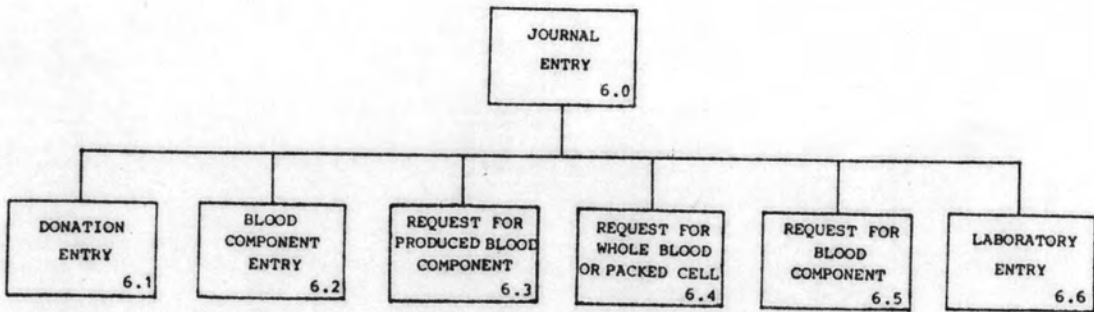 JOURNAL
ENTRY
6.0
DONATION
ENTRY
6.1
BLOOD
COMPONENT
ENTRY
6.2
REQUEST FOR
PRODUCED BLOOD
COMPONENT
6.3
REQUEST FOR
WHOLE BLOOD
OR PACKED CELL
6.4
REQUEST FOR
BLOOD
COMPONENT
6.5
LABORATORY
ENTRY
6.6